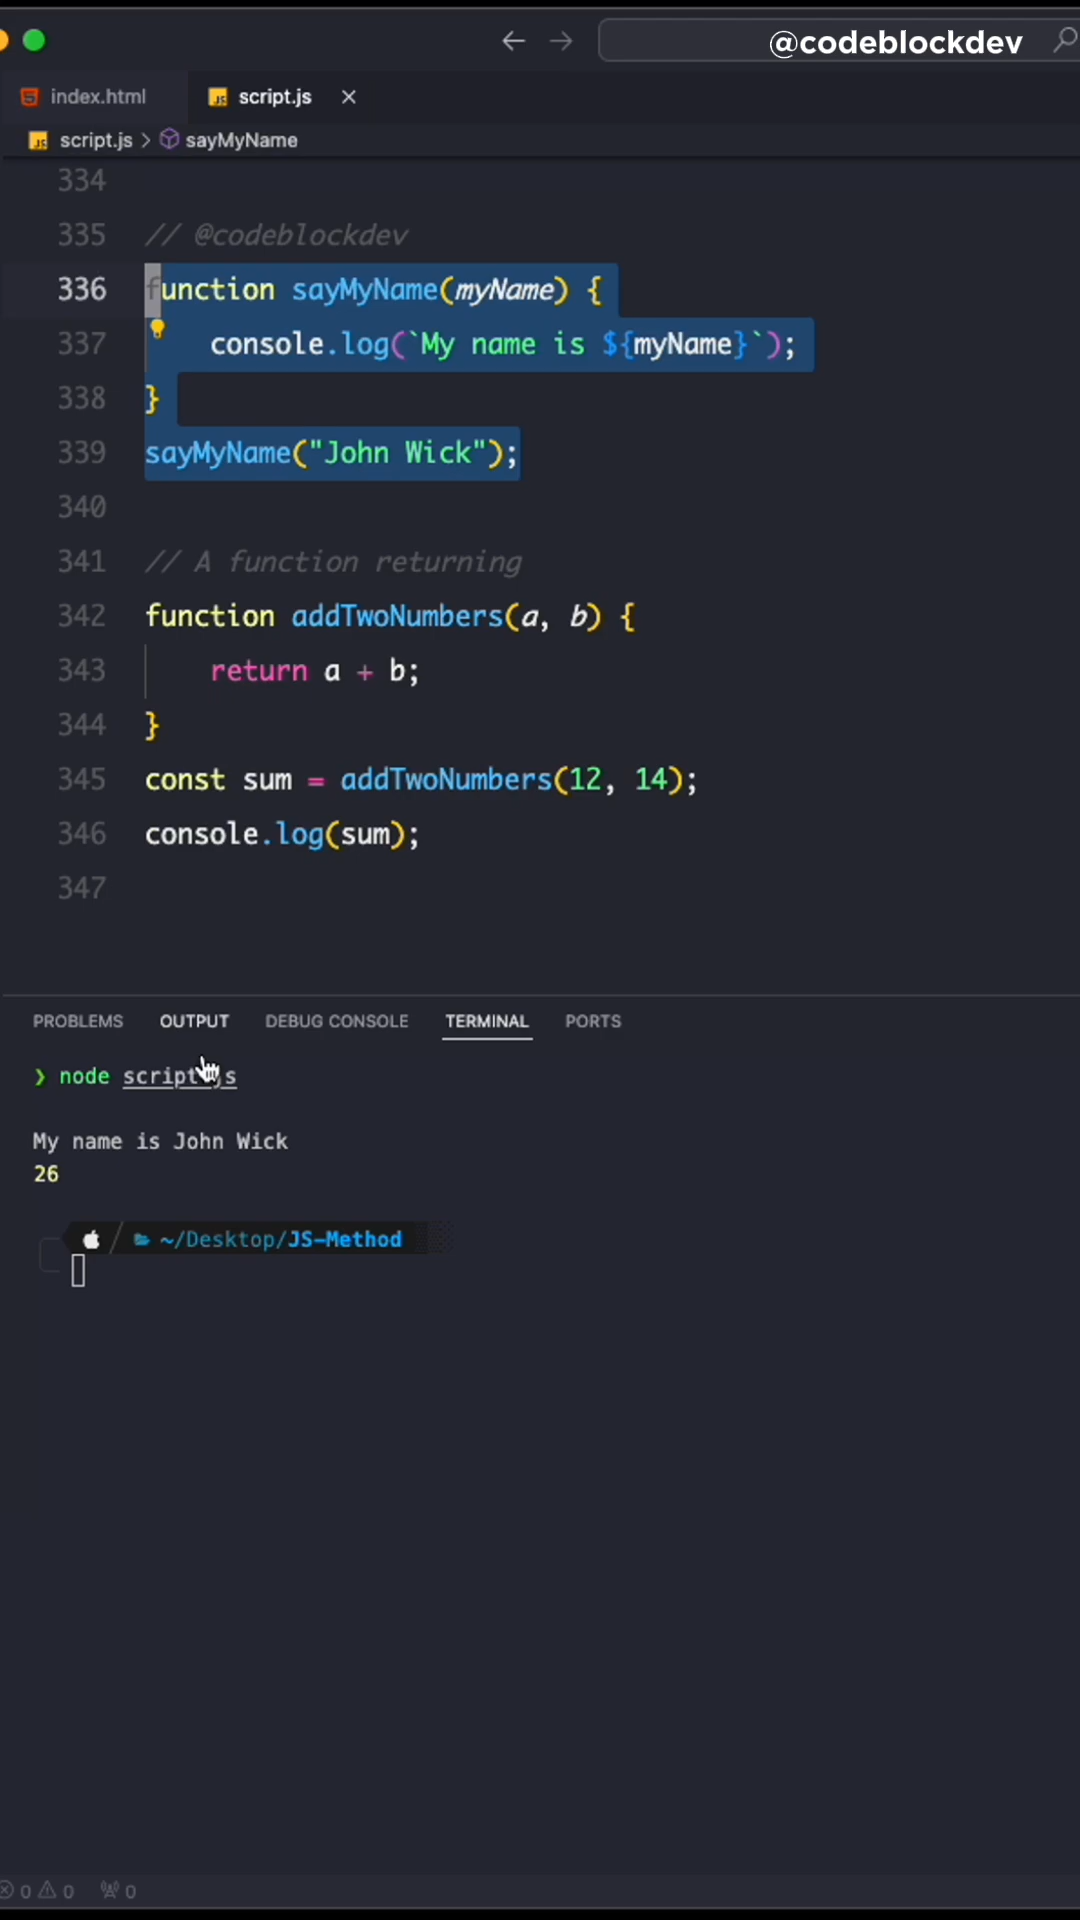 @codeblockdev
index.html
script.js
script.js > sayMyName
334
335 // @codeblockdev
336 function sayMyName(myName) {
337 console.log(`My name is ${myName}`);
338 }
339 sayMyName("John Wick");
340
341 // A function returning
342 function addTwoNumbers(a, b) {
343 return a + b;
344 }
345 const sum = addTwoNumbers(12, 14);
346 console.log(sum);
347
PROBLEMS OUTPUT DEBUG CONSOLE TERMINAL PORTS
❯ node script.js
My name is John Wick
26
~/Desktop/JS-Method
0 0 0